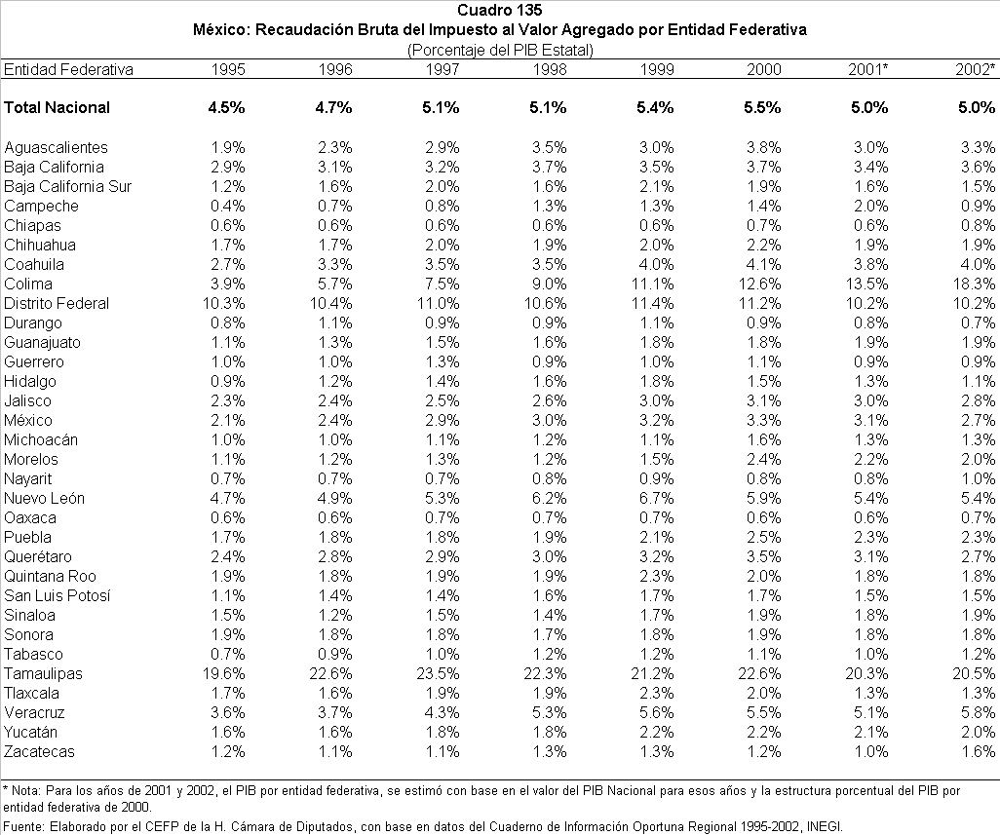 Cuadro 135
México: Recaudación Bruta del Impuesto al Valor Agregado por Entidad Federativa
(Porcentaje del PIB Estatal)
Entidad Federativa 1995 1996 1997 1998 1999 2000 2001* 2002*
Total Nacional 4.5% 4.7% 5.1% 5.1% 5.4% 5.5% 5.0% 5.0%
Aguascalientes 1.9% 2.3% 2.9% 3.5% 3.0% 3.8% 3.0% 3.3%
Baja California 2.9% 3.1% 3.2% 3.7% 3.5% 3.7% 3.4% 3.6%
Baja California Sur 1.2% 1.6% 2.0% 1.6% 2.1% 1.9% 1.6% 1.5%
Campeche 0.4% 0.7% 0.8% 1.3% 1.3% 1.4% 2.0% 0.9%
Chiapas 0.6% 0.6% 0.6% 0.6% 0.6% 0.7% 0.6% 0.8%
Chihuahua 1.7% 1.7% 2.0% 1.9% 2.0% 2.2% 1.9% 1.9%
Coahuila 2.7% 3.3% 3.5% 3.5% 4.0% 4.1% 3.8% 4.0%
Colima 3.9% 5.7% 7.5% 9.0% 11.1% 12.6% 13.5% 18.3%
Distrito Federal 10.3% 10.4% 11.0% 10.6% 11.4% 11.2% 10.2% 10.2%
Durango 0.8% 1.1% 0.9% 0.9% 1.1% 0.9% 0.8% 0.7%
Guanajuato 1.1% 1.3% 1.5% 1.6% 1.8% 1.8% 1.9% 1.9%
Guerrero 1.0% 1.0% 1.3% 0.9% 1.0% 1.1% 0.9% 0.9%
Hidalgo 0.9% 1.2% 1.4% 1.6% 1.8% 1.5% 1.3% 1.1%
Jalisco 2.3% 2.4% 2.5% 2.6% 3.0% 3.1% 3.0% 2.8%
México 2.1% 2.4% 2.9% 3.0% 3.2% 3.3% 3.1% 2.7%
Michoacán 1.0% 1.0% 1.1% 1.2% 1.1% 1.6% 1.3% 1.3%
Morelos 1.1% 1.2% 1.3% 1.2% 1.5% 2.4% 2.2% 2.0%
Nayarit 0.7% 0.7% 0.7% 0.8% 0.9% 0.8% 0.8% 1.0%
Nuevo León 4.7% 4.9% 5.3% 6.2% 6.7% 5.9% 5.4% 5.4%
Oaxaca 0.6% 0.6% 0.7% 0.7% 0.7% 0.6% 0.6% 0.7%
Puebla 1.7% 1.8% 1.8% 1.9% 2.1% 2.5% 2.3% 2.3%
Querétaro 2.4% 2.8% 2.9% 3.0% 3.2% 3.5% 3.1% 2.7%
Quintana Roo 1.9% 1.8% 1.9% 1.9% 2.3% 2.0% 1.8% 1.8%
San Luis Potosí 1.1% 1.4% 1.4% 1.6% 1.7% 1.7% 1.5% 1.5%
Sinaloa 1.5% 1.2% 1.5% 1.4% 1.7% 1.9% 1.8% 1.9%
Sonora 1.9% 1.8% 1.8% 1.7% 1.8% 1.9% 1.8% 1.8%
Tabasco 0.7% 0.9% 1.0% 1.2% 1.2% 1.1% 1.0% 1.2%
Tamaulipas 19.6% 22.6% 23.5% 22.3% 21.2% 22.6% 20.3% 20.5%
Tlaxcala 1.7% 1.6% 1.9% 1.9% 2.3% 2.0% 1.3% 1.3%
Veracruz 3.6% 3.7% 4.3% 5.3% 5.6% 5.5% 5.1% 5.8%
Yucatán 1.6% 1.6% 1.8% 1.8% 2.2% 2.2% 2.1% 2.0%
Zacatecas 1.2% 1.1% 1.1% 1.3% 1.3% 1.2% 1.0% 1.6%
* Nota: Para los años de 2001 y 2002, el PIB por entidad federativa, se estimó con base en el valor del PIB Nacional para esos años y la estructura porcentual del PIB por
entidad federativa de 2000.
Fuente: Elaborado por el CEFP de la H. Cámara de Diputados, con base en datos del Cuaderno de Información Oportuna Regional 1995-2002, INEGI.